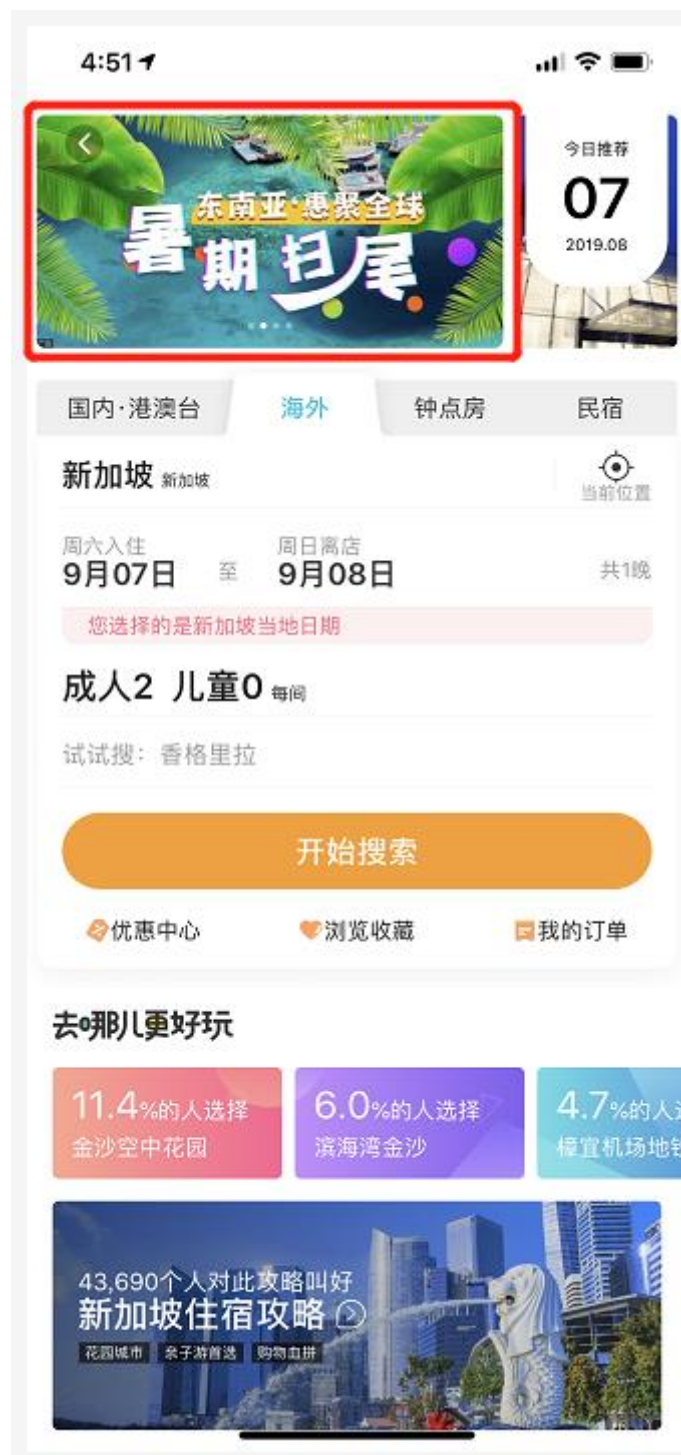 4:51
东南亚·惠聚全球
暑期扫尾
今日推荐
07
2019.08
国内·港澳台 海外 钟点房 民宿
新加坡 新加坡
当前位置
周六入住 周日离店
9月07日 至 9月08日 共1晚
您选择的是新加坡当地日期
成人2 儿童0 每间
试试搜：香格里拉
开始搜索
优惠中心 浏览收藏 我的订单
去哪儿更好玩
11.4%的人选择 6.0%的人选择 4.7%的人
金沙空中花园 滨海湾金沙 樟宜机场地
43,690个人对此攻略叫好
新加坡住宿攻略
花园城市 亲子游首选 购物血拼